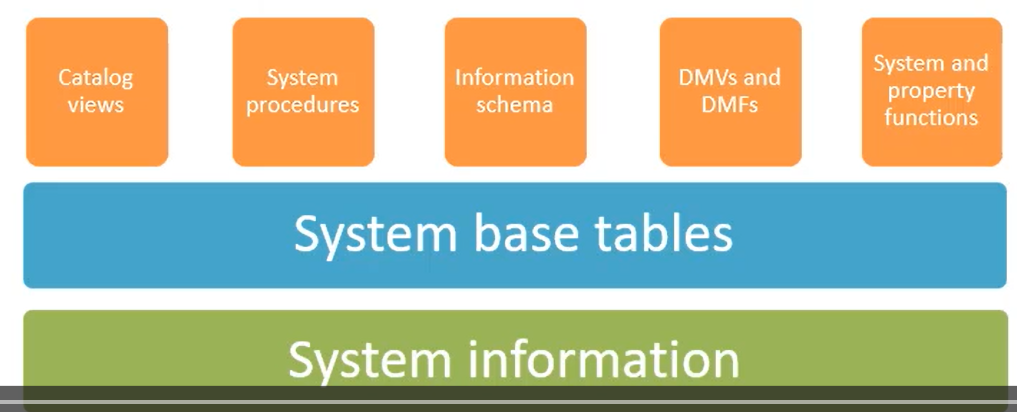 Catalog
views
System
procedures
Information
schema
DMVs and
DMFs
System and
property
functions
System base tables
System information